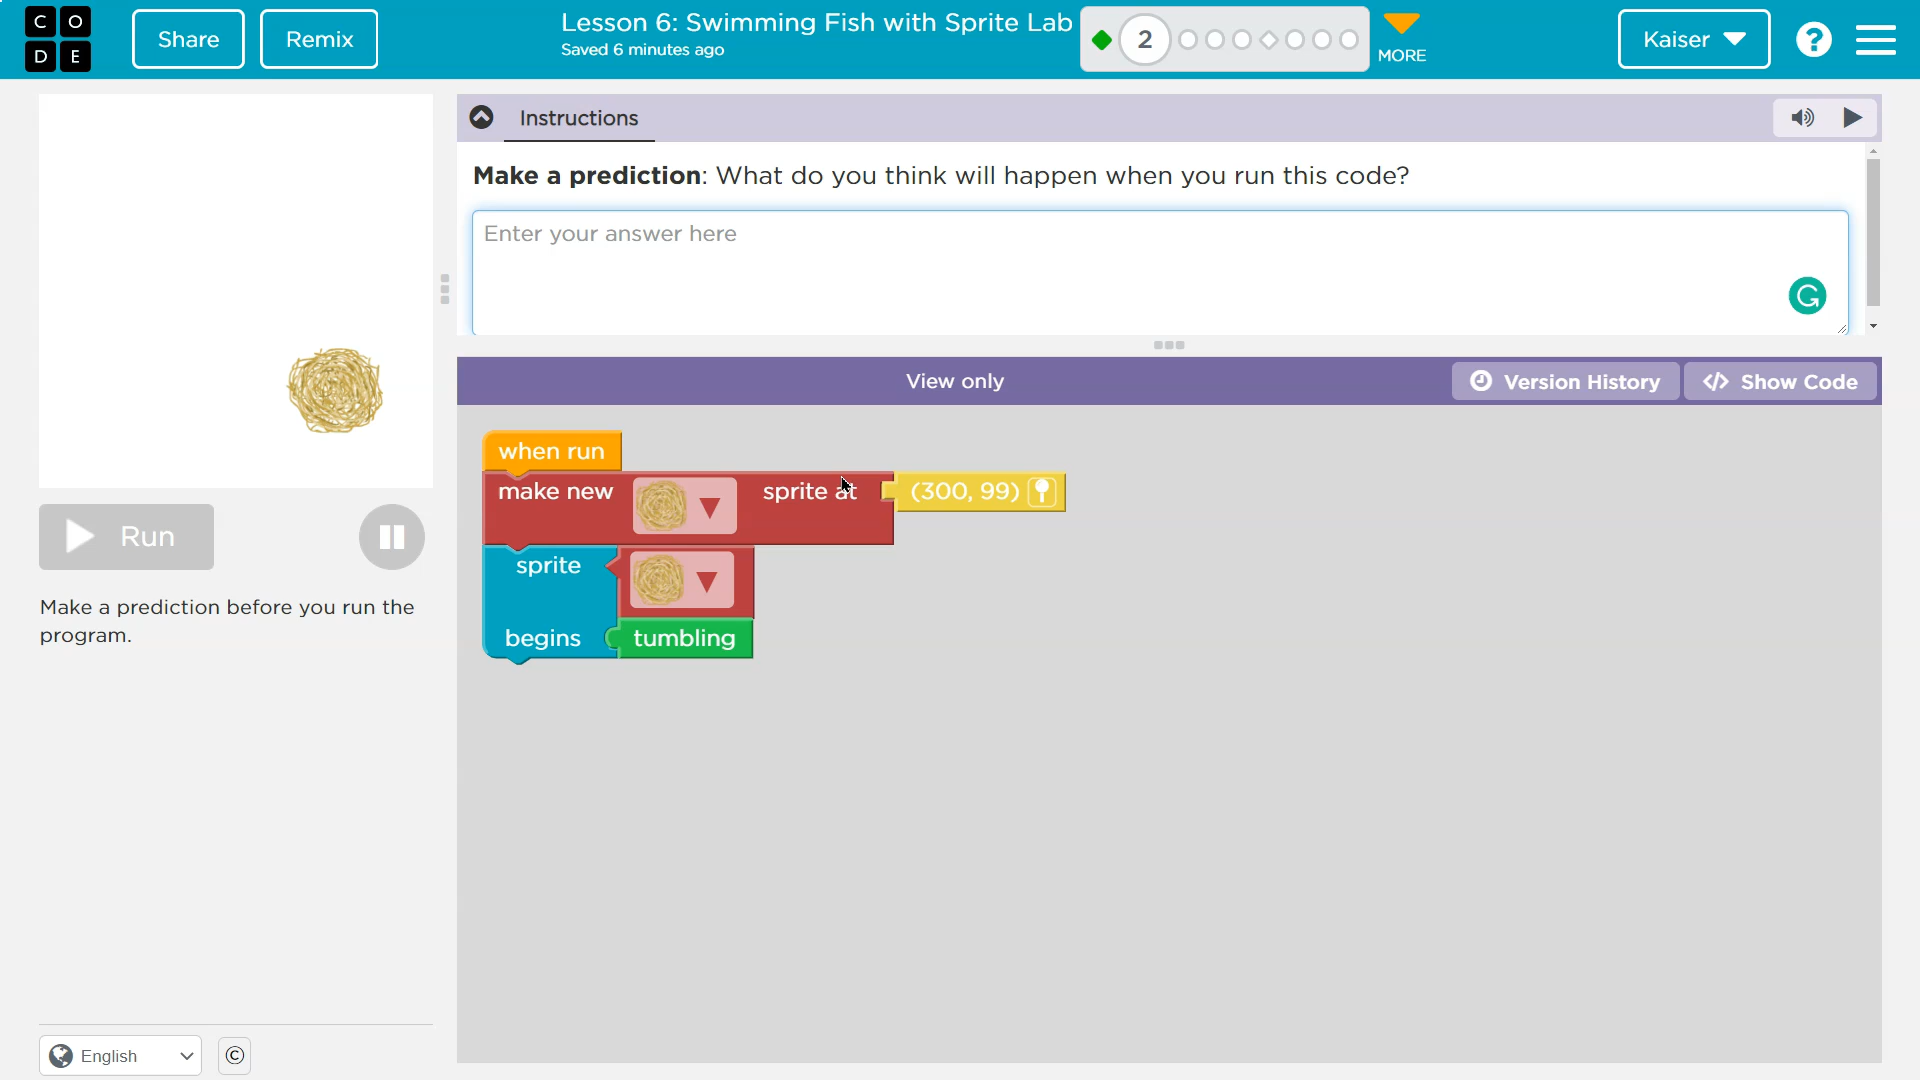 C O
D E
Share
Remix
Lesson 6: Swimming Fish with Sprite Lab
Saved 6 minutes ago
2
MORE
Kaiser
?
Instructions
Make a prediction: What do you think will happen when you run this code?
Enter your answer here
G
View only
Version History
</> Show Code
when run
make new sprite at (300, 99)
sprite
begins tumbling
Run
Make a prediction before you run the
program.
English
©